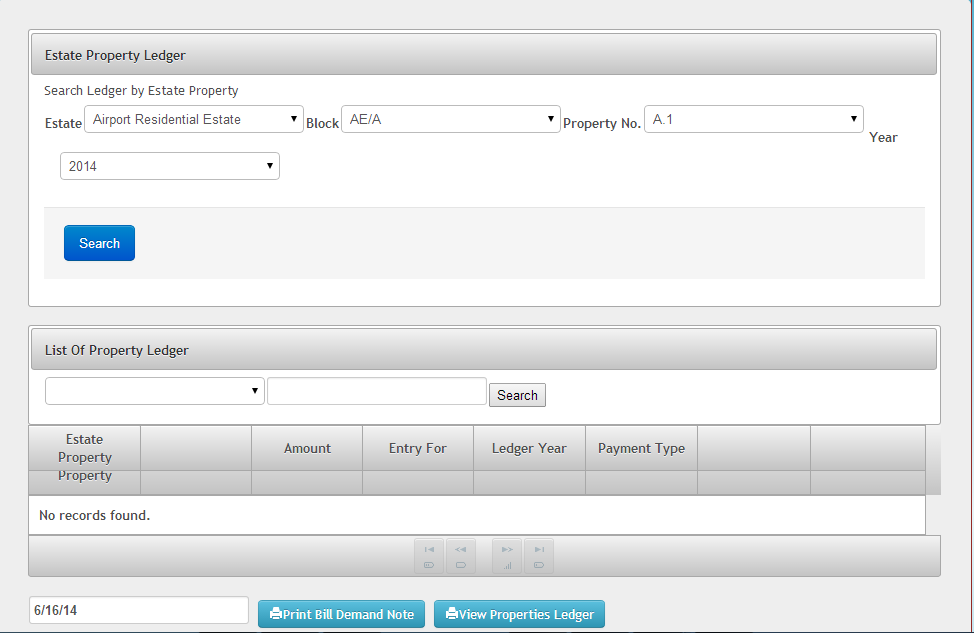 Estate Property Ledger
Search Ledger by Estate Property
Estate Airport Residential Estate Block AE/A Property No. A.1 Year
2014
Search
List Of Property Ledger
Search
Estate Property Amount Entry For Ledger Year Payment Type
Property
No records found.
6/16/14 Print Bill Demand Note View Properties Ledger